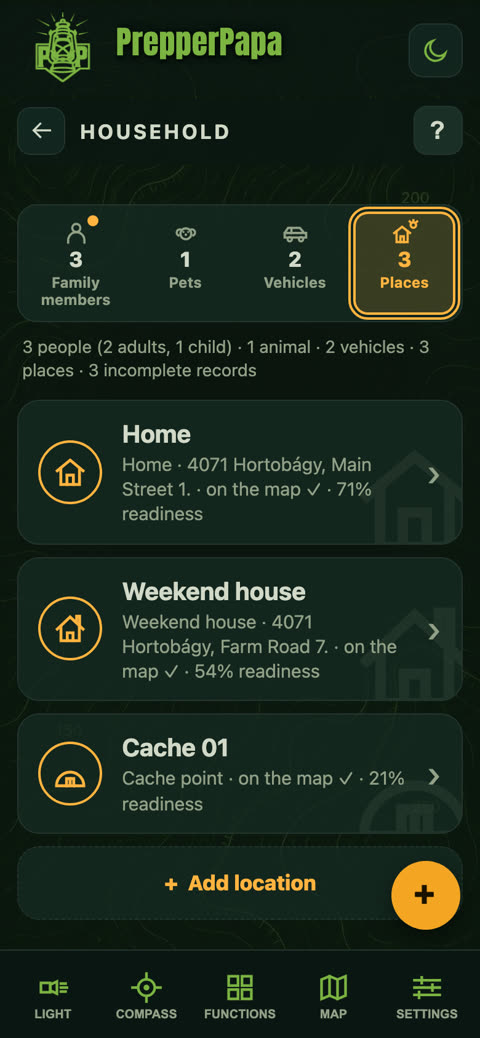 PrepperPapa
HOUSEHOLD
?
200
3
Family
members
1
Pets
2
Vehicles
3
Places
3 people (2 adults, 1 child) · 1 animal · 2 vehicles · 3
places · 3 incomplete records
Home
Home · 4071 Hortobágy, Main
Street 1. · on the map ✓ · 71%
readiness
Weekend house
Weekend house · 4071
Hortobágy, Farm Road 7. · on the
map ✓ · 54% readiness
Cache 01
Cache point · on the map ✓ · 21%
readiness
+ Add location
+
LIGHT
COMPASS
FUNCTIONS
MAP
SETTINGS